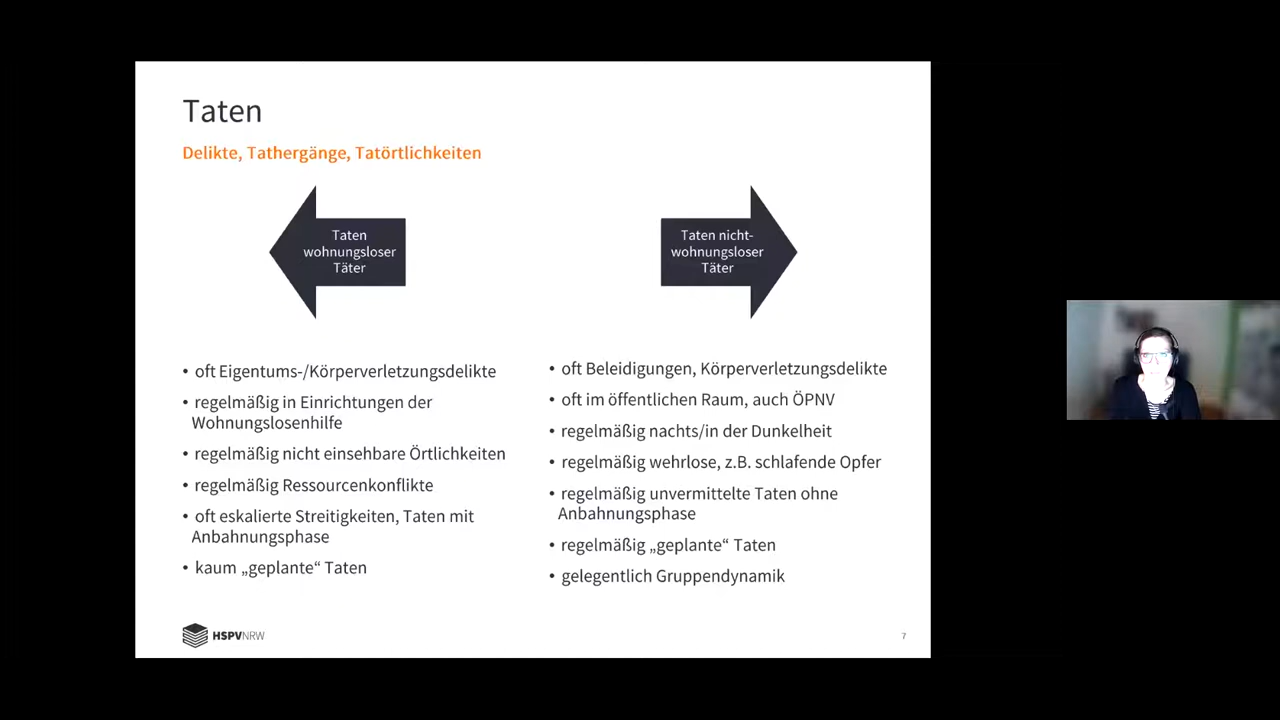 Taten
Delikte, Tathergänge, Tatörtlichkeiten
Taten
wohnungsloser
Täter
Taten nicht-
wohnungsloser
Täter
• oft Eigentums-/Körperverletzungsdelikte
• regelmäßig in Einrichtungen der
Wohnungslosenhilfe
• regelmäßig nicht einsehbare Örtlichkeiten
• regelmäßig Ressourcenkonflikte
• oft eskalierte Streitigkeiten, Taten mit
Anbahnungsphase
• kaum „geplante“ Taten
• oft Beleidigungen, Körperverletzungsdelikte
• oft im öffentlichen Raum, auch ÖPNV
• regelmäßig nachts/in der Dunkelheit
• regelmäßig wehrlose, z.B. schlafende Opfer
• regelmäßig unvermittelte Taten ohne
Anbahnungsphase
• regelmäßig „geplante“ Taten
• gelegentlich Gruppendynamik
HSPVNRW
7